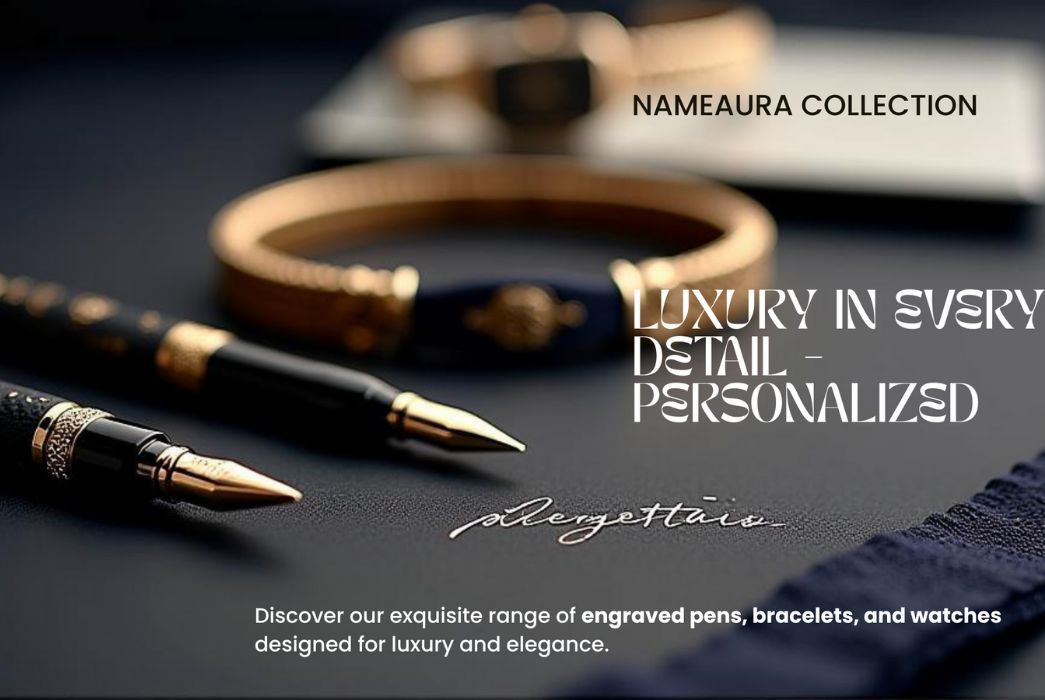 NAMEAURA COLLECTION
LUXURY IN EVERY
DETAIL -
PERSONALIZED
Discover our exquisite range of engraved pens, bracelets, and watches
designed for luxury and elegance.